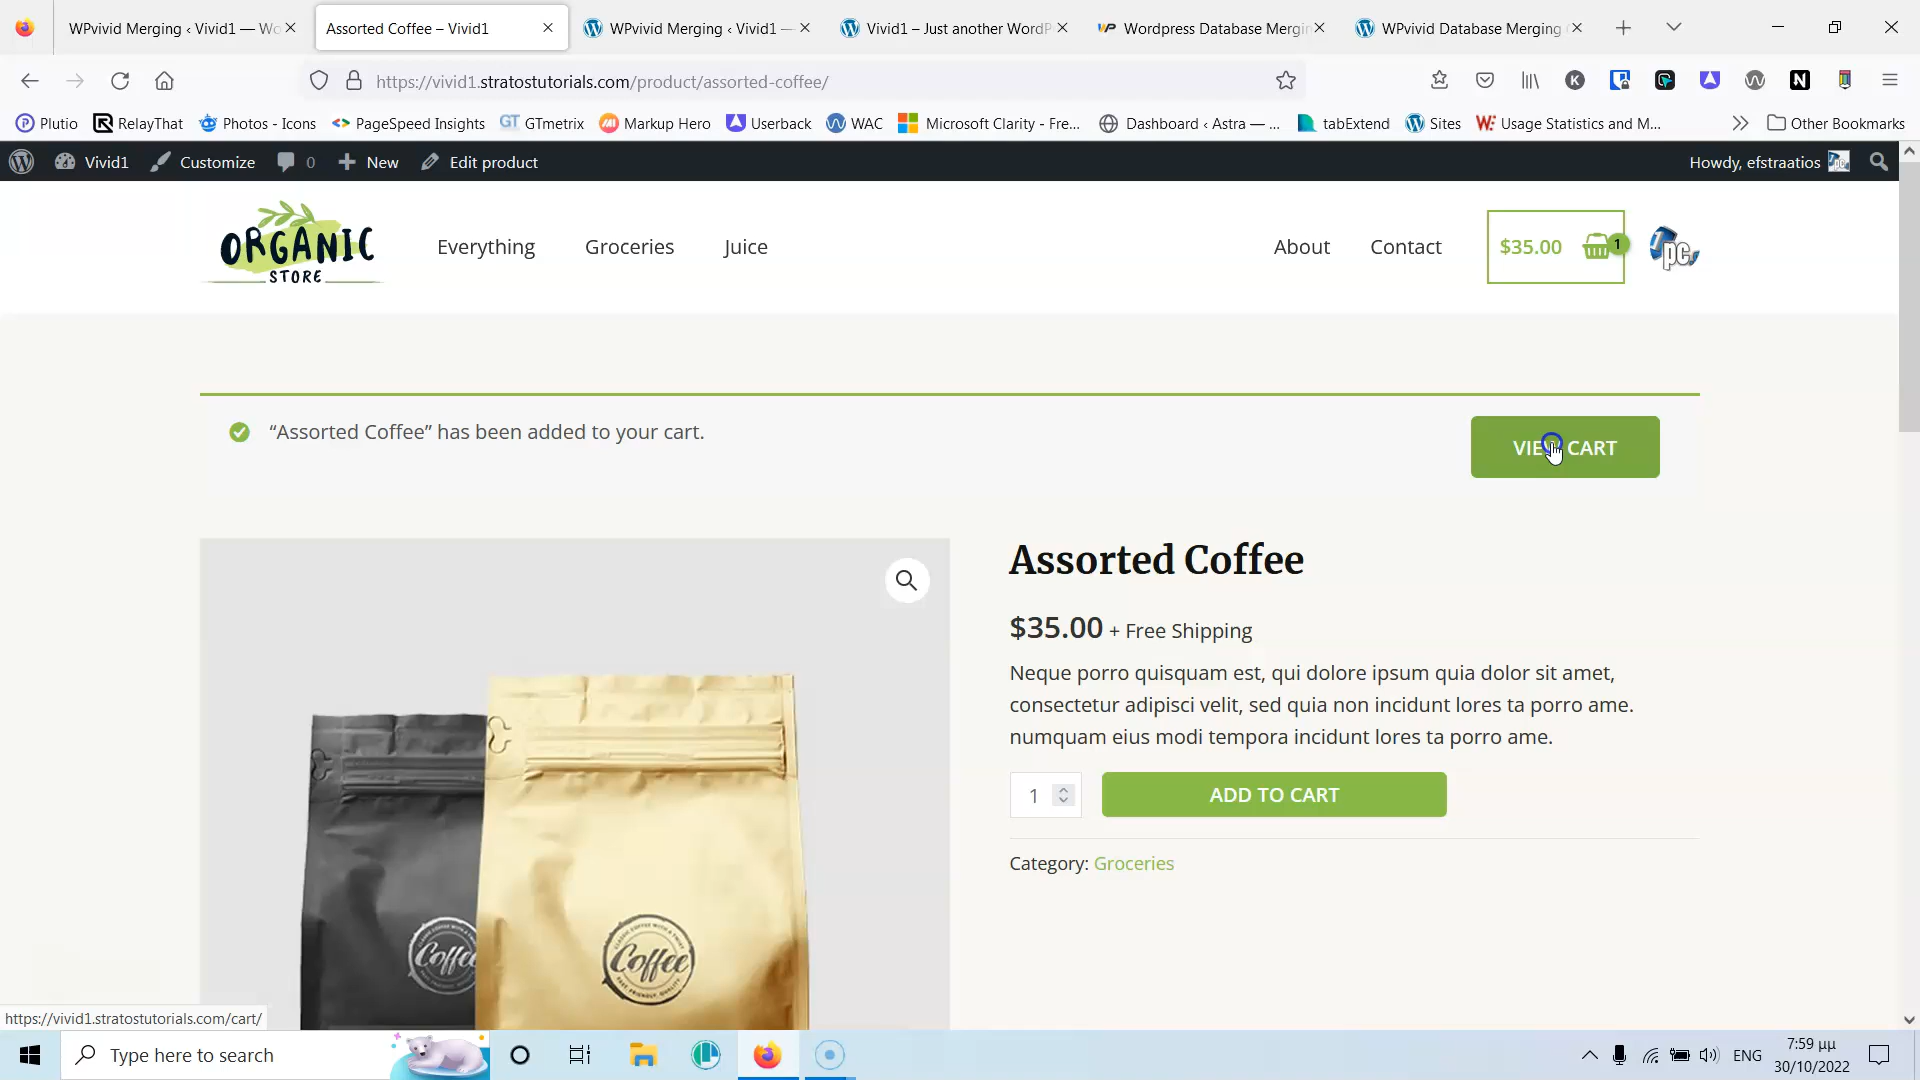 WPvivid Merging ‹ Vivid1 — Wo
Assorted Coffee – Vivid1
WPvivid Merging ‹ Vivid1 —
Vivid1 – Just another WordP
Wordpress Database Mergin
WPvivid Database Merging
https://vivid1.stratostutorials.com/product/assorted-coffee/
Plutio
RelayThat
Photos - Icons
PageSpeed Insights
GTmetrix
Markup Hero
Userback
WAC
Microsoft Clarity - Fre...
Dashboard ‹ Astra — ...
tabExtend
Sites
Usage Statistics and M...
Other Bookmarks
Vivid1
Customize
0
New
Edit product
Howdy, efstraatios
ORGANIC
STORE
Everything
Groceries
Juice
About
Contact
$35.00
1
pc
“Assorted Coffee” has been added to your cart.
VIEW CART
Assorted Coffee
$35.00 + Free Shipping
Neque porro quisquam est, qui dolore ipsum quia dolor sit amet,
consectetur adipisci velit, sed quia non incidunt lores ta porro ame.
numquam eius modi tempora incidunt lores ta porro ame.
1
ADD TO CART
Category: Groceries
Coffee
Coffee
https://vivid1.stratostutorials.com/cart/
Type here to search
ENG
7:59 μμ
30/10/2022